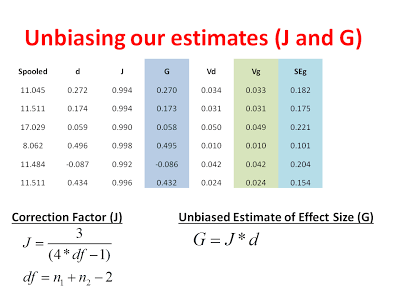 Unbiasing our estimates (J and G)
Spooled d J G Vd Vg SEg
11.045 0.272 0.994 0.270 0.034 0.033 0.182
11.511 0.174 0.994 0.173 0.031 0.031 0.175
17.029 0.059 0.990 0.058 0.050 0.049 0.221
8.062 0.496 0.998 0.495 0.010 0.010 0.101
11.484 -0.087 0.992 -0.086 0.042 0.042 0.204
11.511 0.434 0.996 0.432 0.024 0.024 0.154
Correction Factor (J)
J = 3 / (4 * df − 1)
df = n₁ + n₂ − 2
Unbiased Estimate of Effect Size (G)
G = J * d